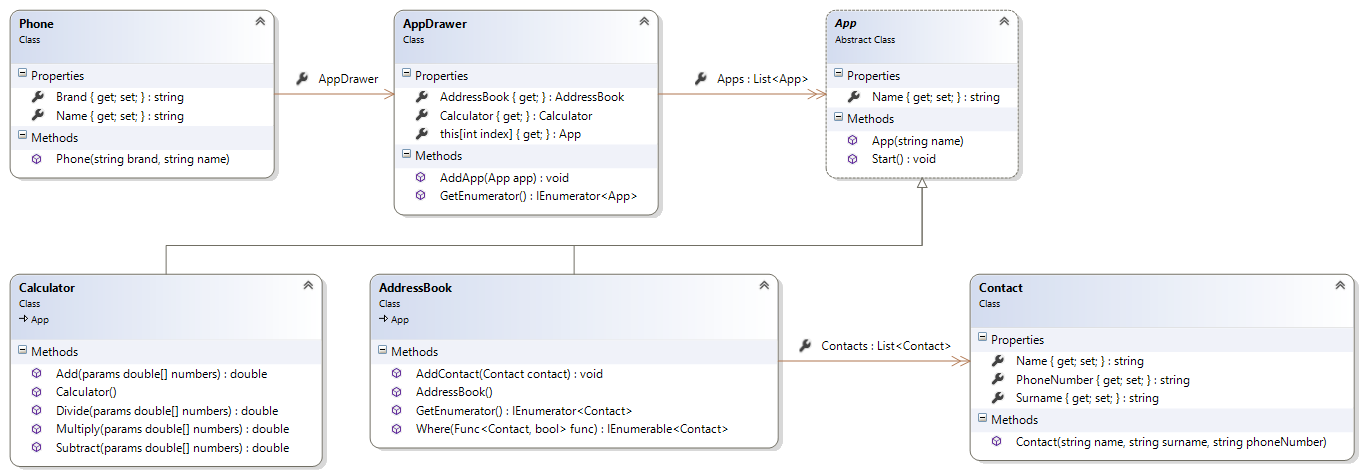 Phone
Class
Properties
Brand { get; set; } : string
Name { get; set; } : string
Methods
Phone(string brand, string name)
AppDrawer
AppDrawer
Class
Properties
AddressBook { get; } : AddressBook
Calculator { get; } : Calculator
this[int index] { get; } : App
Methods
AddApp(App app) : void
GetEnumerator() : IEnumerator<App>
Apps : List<App>
App
Abstract Class
Properties
Name { get; set; } : string
Methods
App(string name)
Start() : void
Calculator
Class
App
Methods
Add(params double[] numbers) : double
Calculator()
Divide(params double[] numbers) : double
Multiply(params double[] numbers) : double
Subtract(params double[] numbers) : double
AddressBook
Class
App
Methods
AddContact(Contact contact) : void
AddressBook()
GetEnumerator() : IEnumerator<Contact>
Where(Func<Contact, bool> func) : IEnumerable<Contact>
Contacts : List<Contact>
Contact
Class
Properties
Name { get; set; } : string
PhoneNumber { get; set; } : string
Surname { get; set; } : string
Methods
Contact(string name, string surname, string phoneNumber)